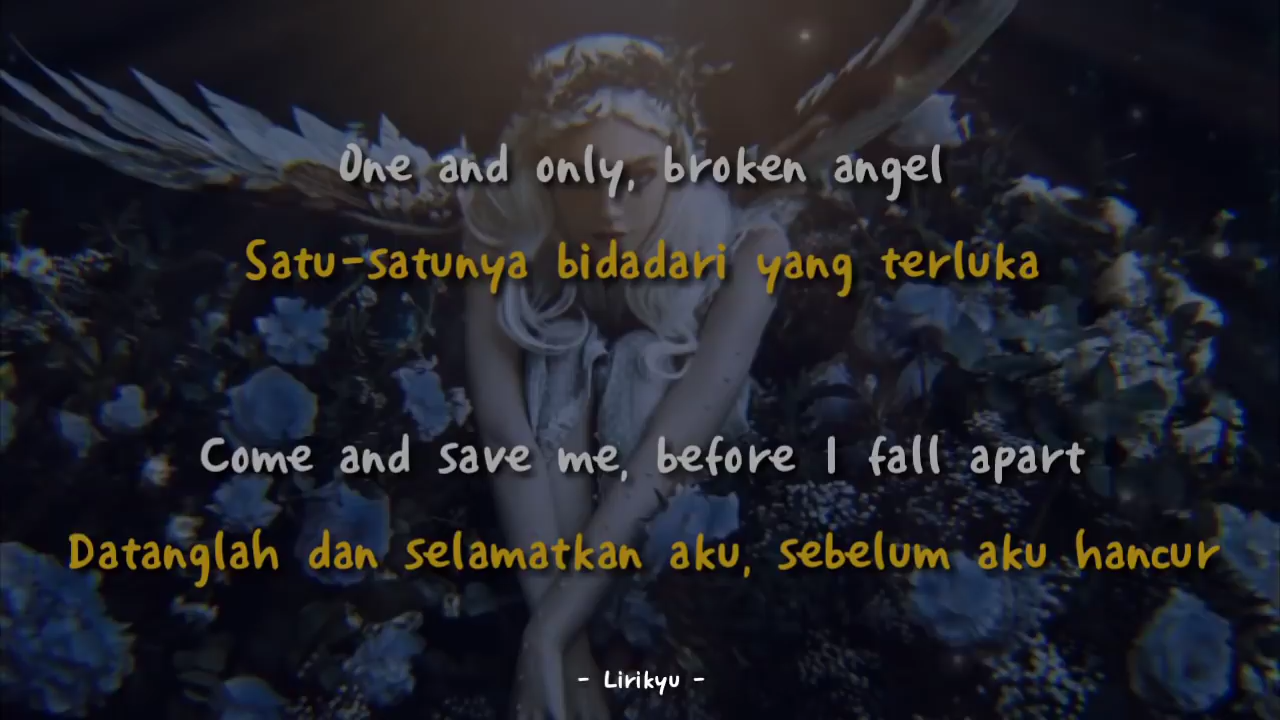 One and only, broken angel
Satu-satunya bidadari yang terluka
Come and save me, before I fall apart
Datanglah dan selamatkan aku, sebelum aku hancur
- Lirikyu -